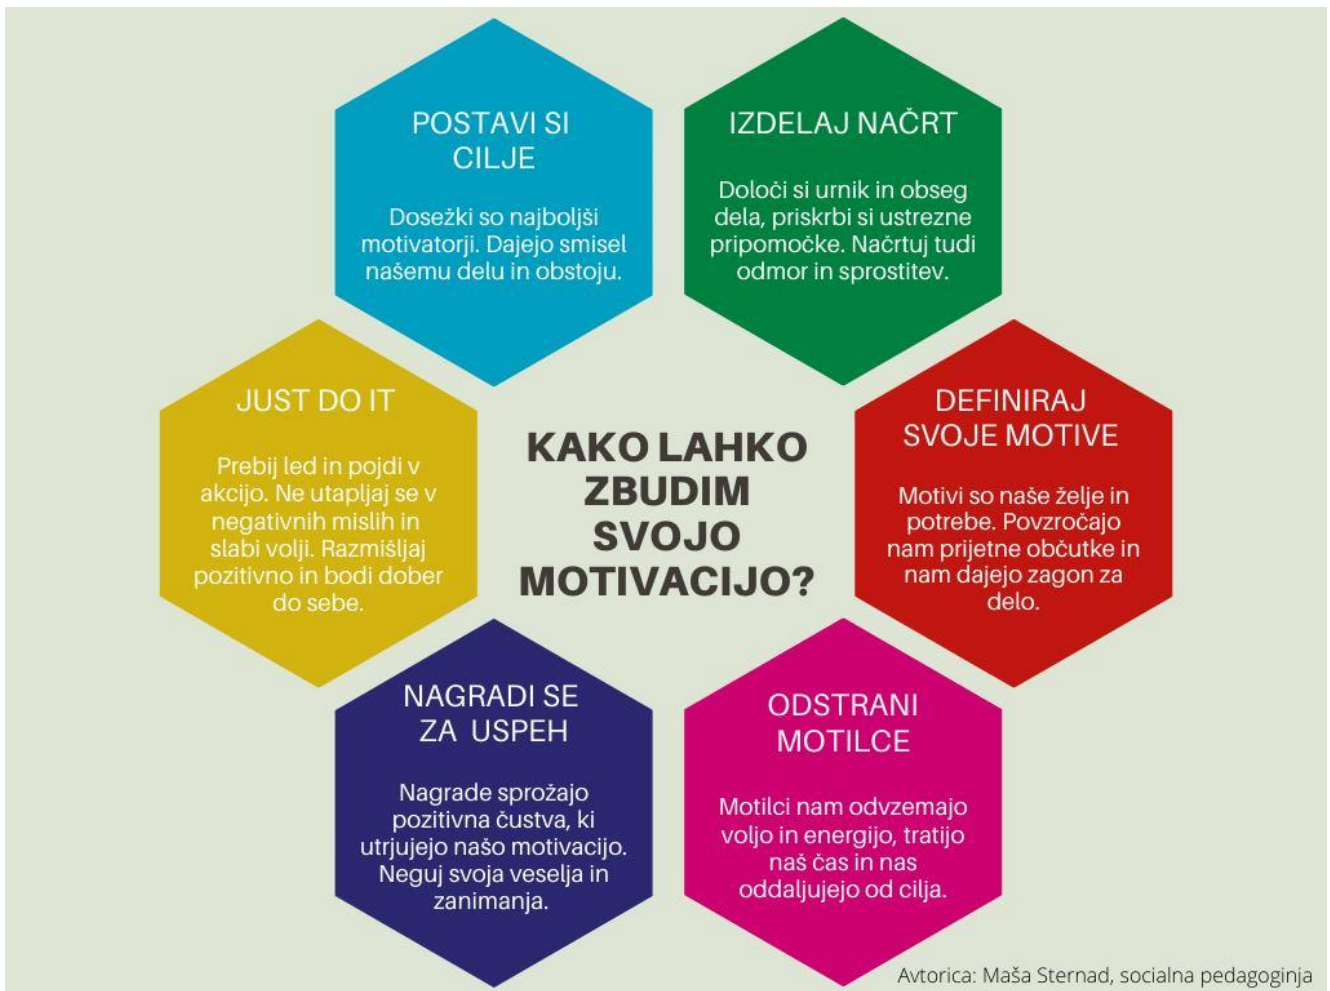 POSTAVI SI
CILJE
Dosežki so najboljši
motivatorji. Dajejo smisel
našemu delu in obstoju.
IZDELAJ NAČRT
Določi si urnik in obseg
dela, priskrbi si ustrezne
pripomočke. Načrtuj tudi
odmor in sprostitev.
JUST DO IT
Prebij led in pojdi v
akcijo. Ne utapljaj se v
negativnih mislih in
slabi volji. Razmišljaj
pozitivno in bodi dober
do sebe.
KAKO LAHKO
ZBUDIM
SVOJO
MOTIVACIJO?
DEFINIRAJ
SVOJE MOTIVE
Motivi so naše želje in
potrebe. Povzročajo
nam prijetne občutke in
nam dajejo zagon za
delo.
NAGRADI SE
ZA USPEH
Nagrade sprožajo
pozitivna čustva, ki
utrjujejo našo motivacijo.
Neguj svoja veselja in
zanimanja.
ODSTRANI
MOTILCE
Motilci nam odvzemajo
voljo in energijo, tratijo
naš čas in nas
oddaljujejo od cilja.
Avtorica: Maša Sternad, socialna pedagoginja